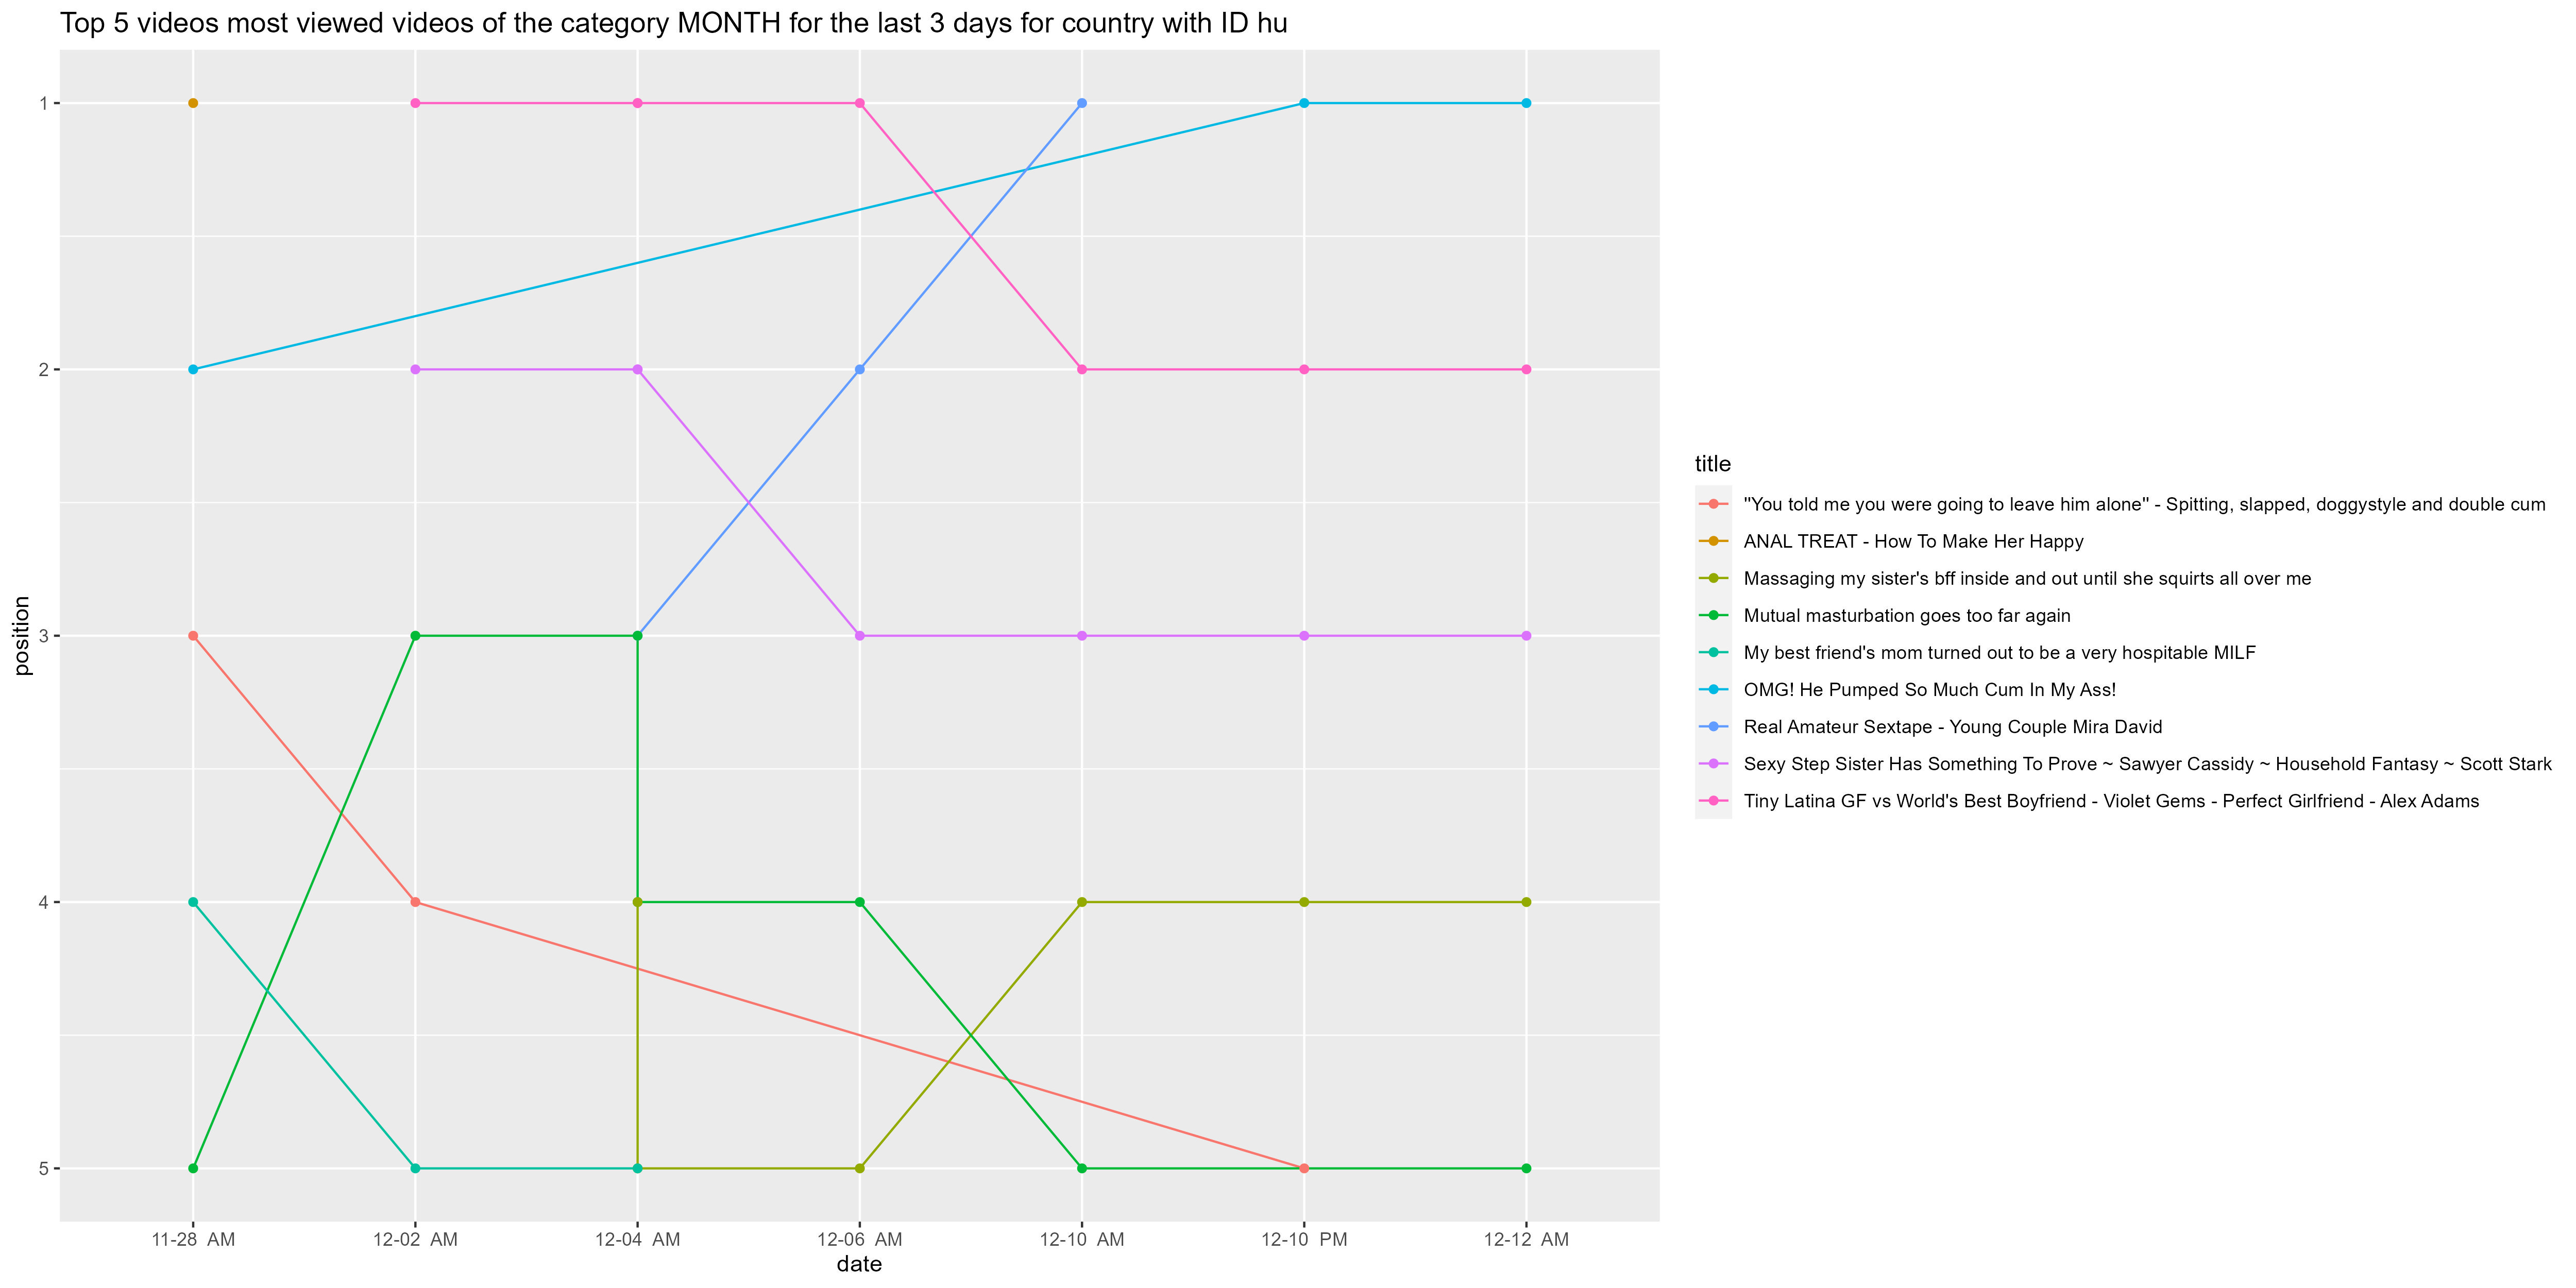 Top 5 videos most viewed videos of the category MONTH for the last 3 days for country with ID hu
position
1
2
3
4
5
11-28 AM
12-02 AM
12-04 AM
12-06 AM
12-10 AM
12-10 PM
12-12 AM
date
title
"You told me you were going to leave him alone" - Spitting, slapped, doggystyle and double cum
ANAL TREAT - How To Make Her Happy
Massaging my sister's bff inside and out until she squirts all over me
Mutual masturbation goes too far again
My best friend's mom turned out to be a very hospitable MILF
OMG! He Pumped So Much Cum In My Ass!
Real Amateur Sextape - Young Couple Mira David
Sexy Step Sister Has Something To Prove ~ Sawyer Cassidy ~ Household Fantasy ~ Scott Stark
Tiny Latina GF vs World's Best Boyfriend - Violet Gems - Perfect Girlfriend - Alex Adams